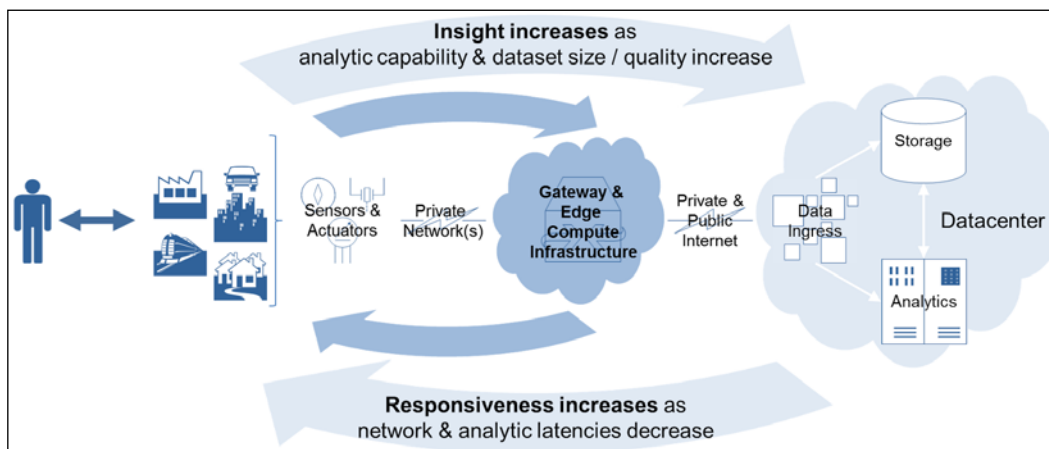 Insight increases as
analytic capability & dataset size / quality increase
Sensors &
Actuators
Private
Network(s)
Gateway &
Edge
Compute
Infrastructure
Private &
Public
Internet
Data
Ingress
Storage
Analytics
Datacenter
Responsiveness increases as
network & analytic latencies decrease